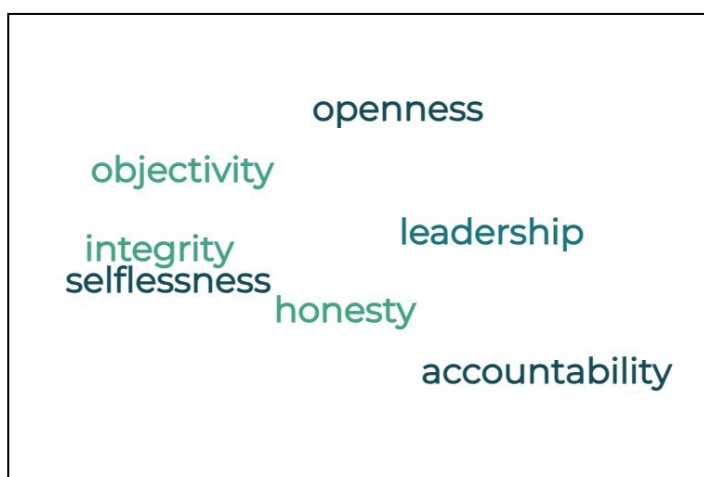 openness
objectivity
leadership
integrity
selflessness
honesty
accountability